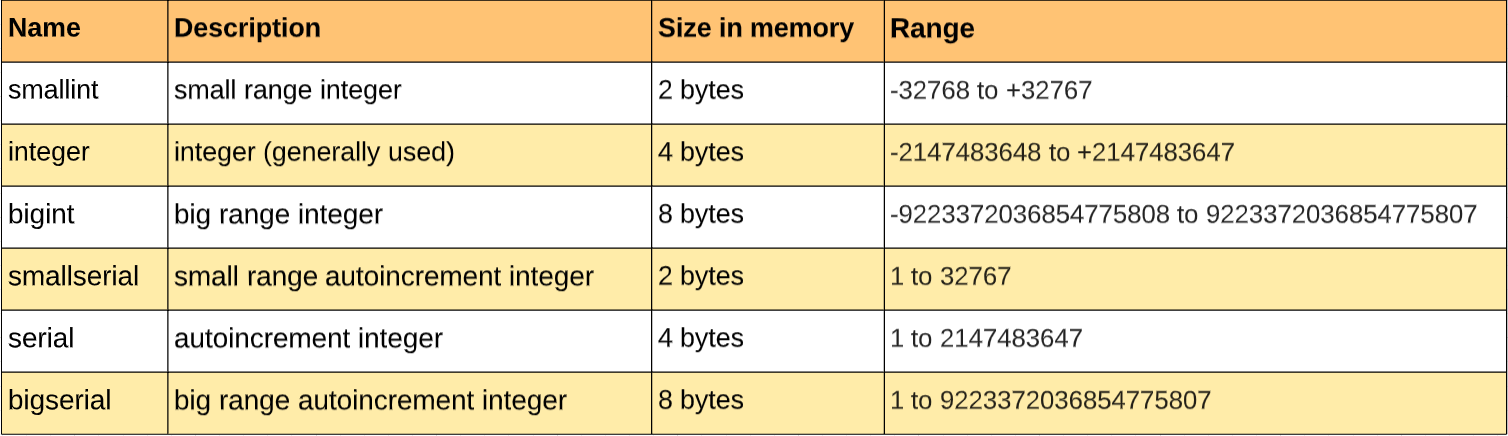 Name Description Size in memory Range
smallint small range integer 2 bytes -32768 to +32767
integer integer (generally used) 4 bytes -2147483648 to +2147483647
bigint big range integer 8 bytes -9223372036854775808 to 9223372036854775807
smallserial small range autoincrement integer 2 bytes 1 to 32767
serial autoincrement integer 4 bytes 1 to 2147483647
bigserial big range autoincrement integer 8 bytes 1 to 9223372036854775807